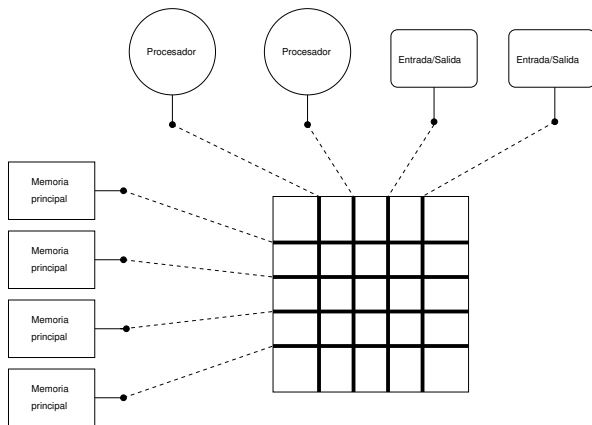 Procesador
Procesador
Entrada/Salida
Entrada/Salida
Memoria
principal
Memoria
principal
Memoria
principal
Memoria
principal